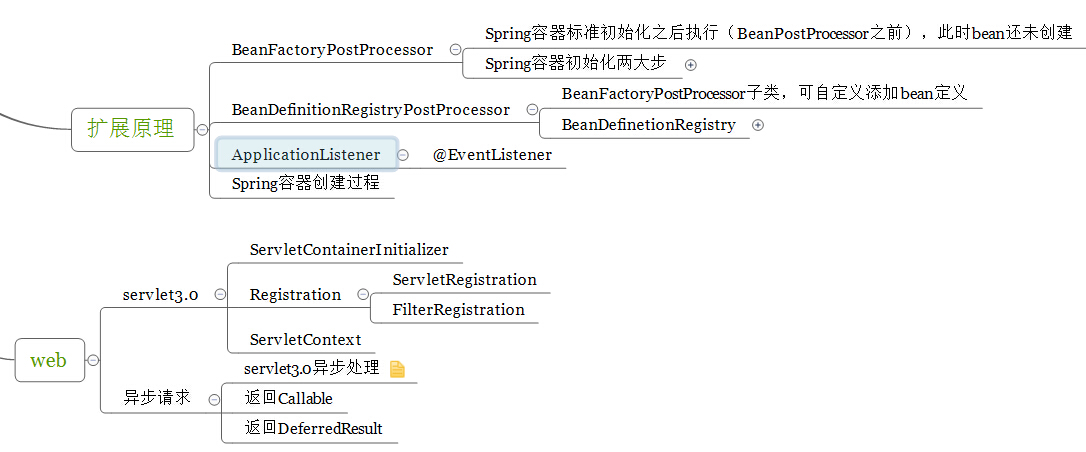 扩展原理
BeanFactoryPostProcessor
Spring容器标准初始化之后执行（BeanPostProcessor之前），此时bean还未创建
Spring容器初始化两大步
BeanDefinitionRegistryPostProcessor
BeanFactoryPostProcessor子类，可自定义添加bean定义
BeanDefinetionRegistry
ApplicationListener
@EventListener
Spring容器创建过程
web
servlet3.0
ServletContainerInitializer
Registration
ServletRegistration
FilterRegistration
ServletContext
异步请求
servlet3.0异步处理
返回Callable
返回DeferredResult